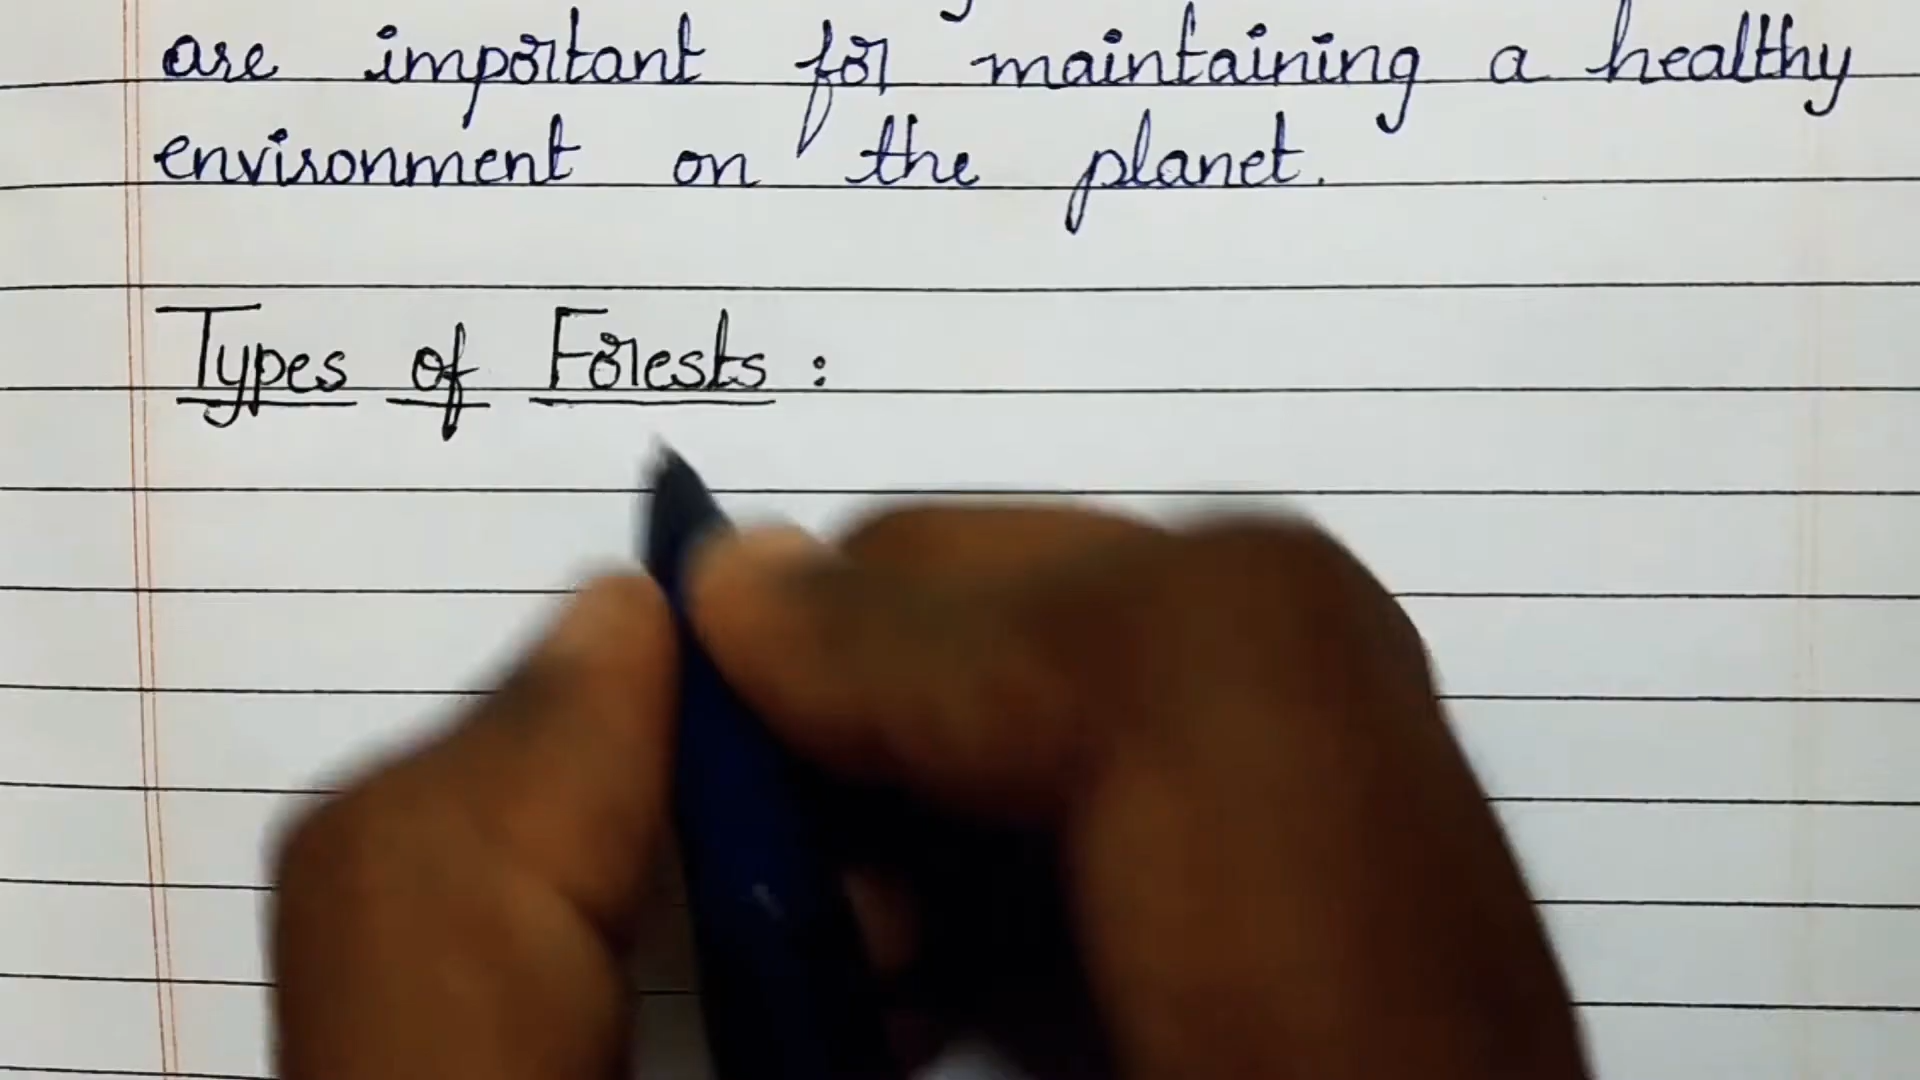 are important for maintaining a healthy
environment on the planet.
Types of Forests :